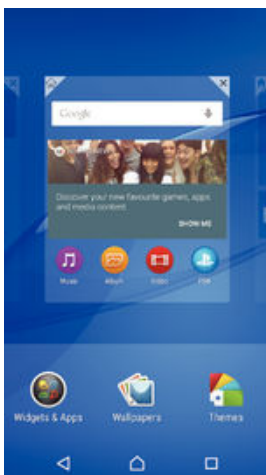 Google
Discover your new favourite games, apps
and media content
SHOW ME
Music Album Video PSN
Widgets & Apps Wallpapers Themes